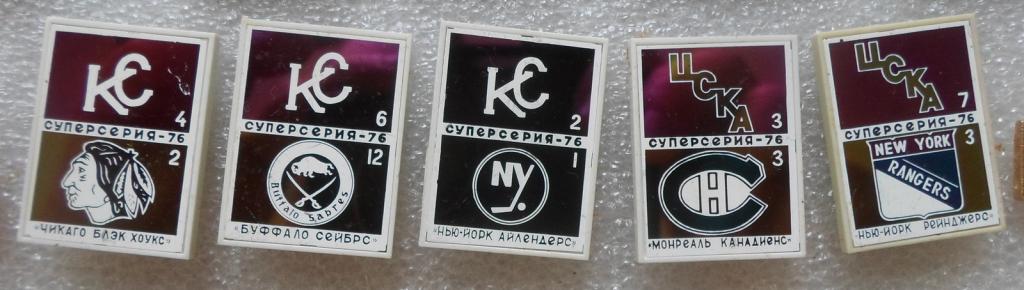 КС
4
СУПЕРСЕРИЯ-76
2
"ЧИКАГО БЛЭК ХОУКС"
КС
6
СУПЕРСЕРИЯ-76
12
Buffalo Sabres
"БУФФАЛО СЕЙБРС"
КС
2
СУПЕРСЕРИЯ-76
1
NY
"НЬЮ-ЙОРК АЙЛЕНДЕРС"
ЦСКА
3
СУПЕРСЕРИЯ-76
3
CH
"МОНРЕАЛЬ КАНАДИЕНС"
ЦСКА
7
СУПЕРСЕРИЯ-76
3
NEW YORK
RANGERS
"НЬЮ-ЙОРК РЕЙНДЖЕРС"